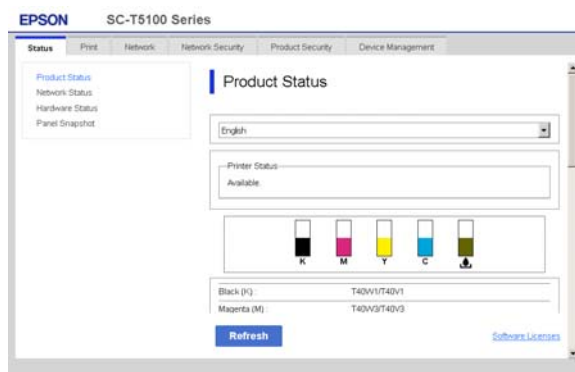 EPSON SC-T5100 Series
Status Print Network Network Security Product Security Device Management
Product Status
Network Status
Hardware Status
Panel Snapshot
Product Status
English
Printer Status
Available.
K M Y C
Black (K) : T40W1/T40V1
Magenta (M) : T40W3/T40V3
Refresh
Software Licenses